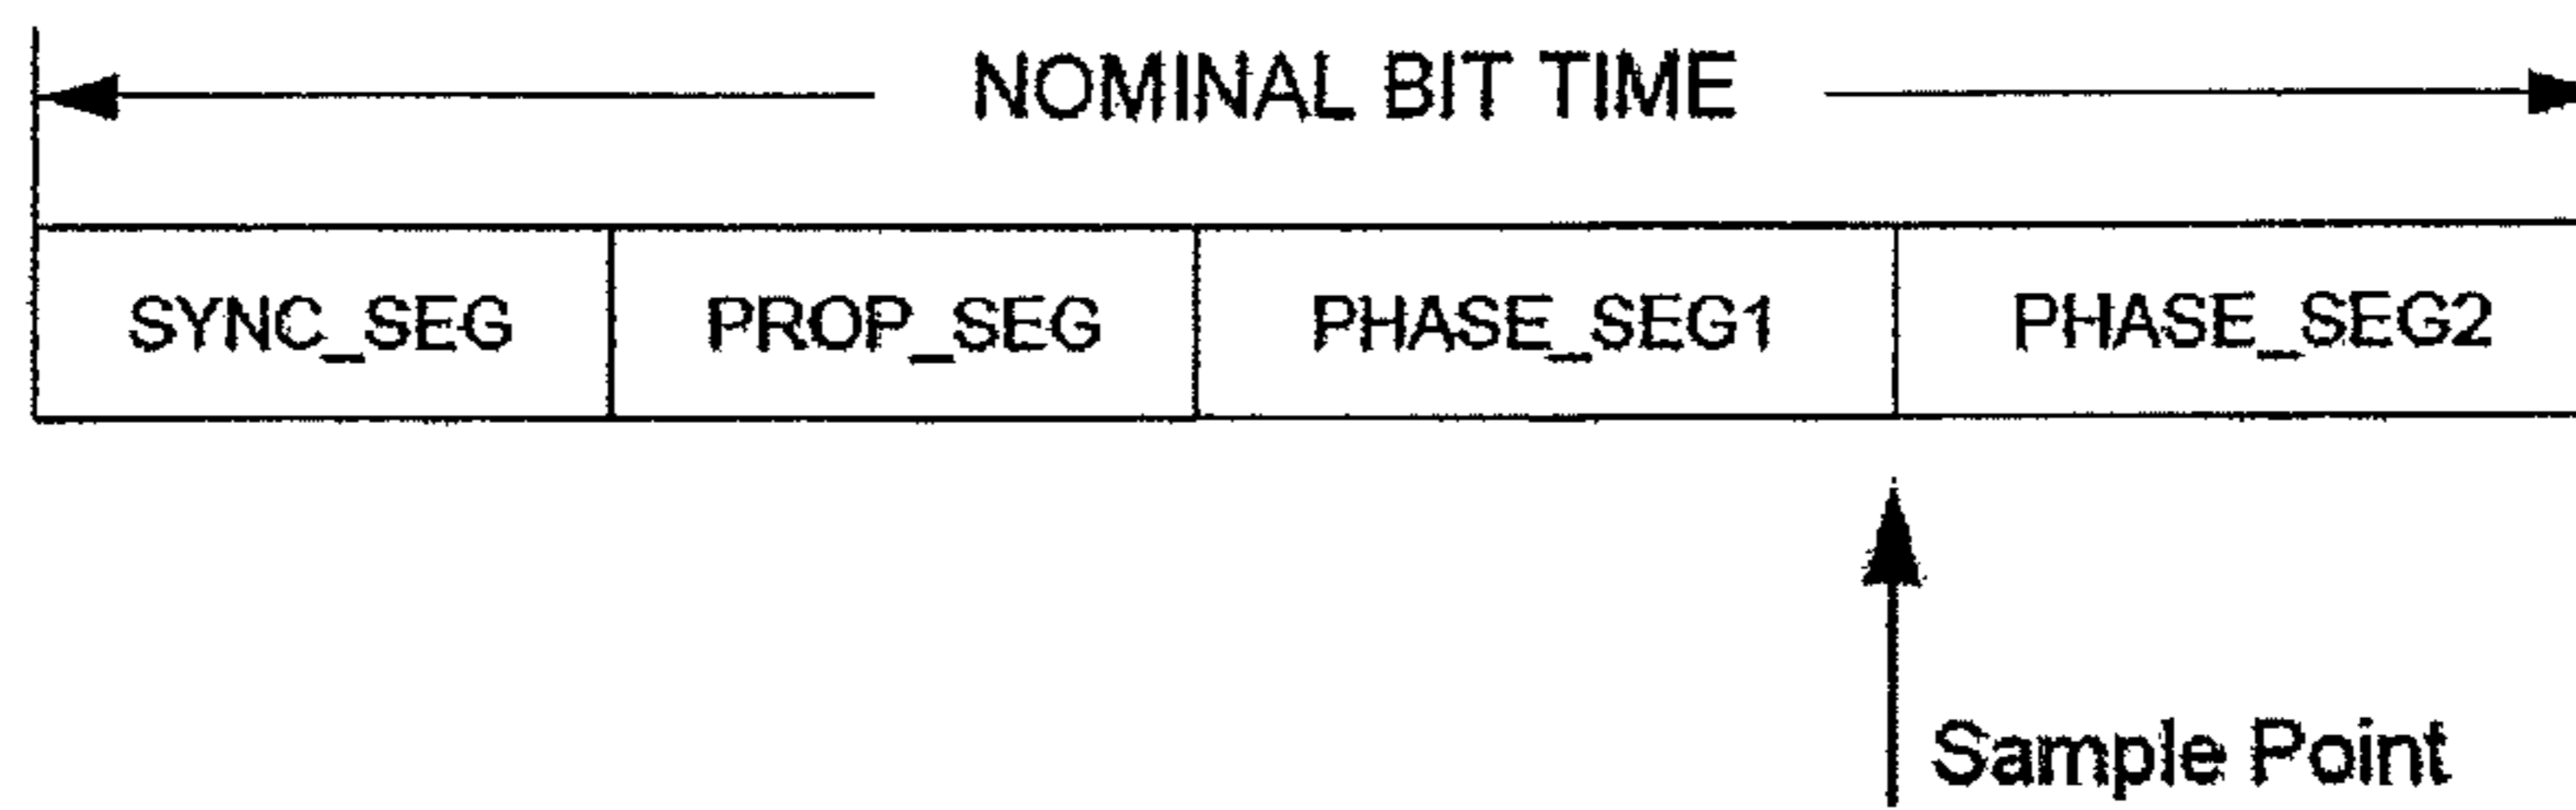 NOMINAL BIT TIME
SYNC_SEG PROP_SEG PHASE_SEG1 PHASE_SEG2
Sample Point